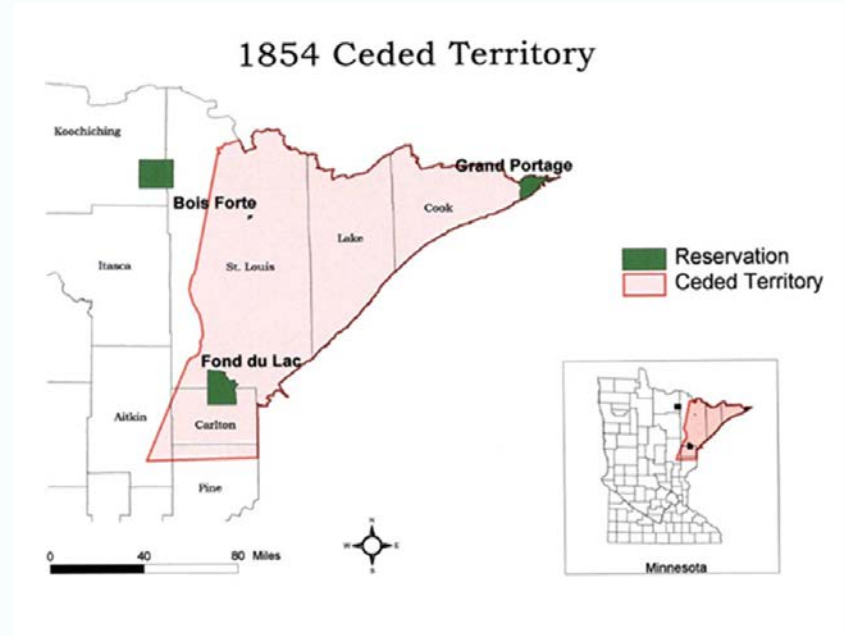 1854 Ceded Territory
Koochiching
Grand Portage
Bois Forte
Cook
Lake
Itasca
St. Louis
Reservation
Ceded Territory
Fond du Lac
Aitkin
Carlton
Pine
N
W E
S
0 40 80 Miles
Minnesota